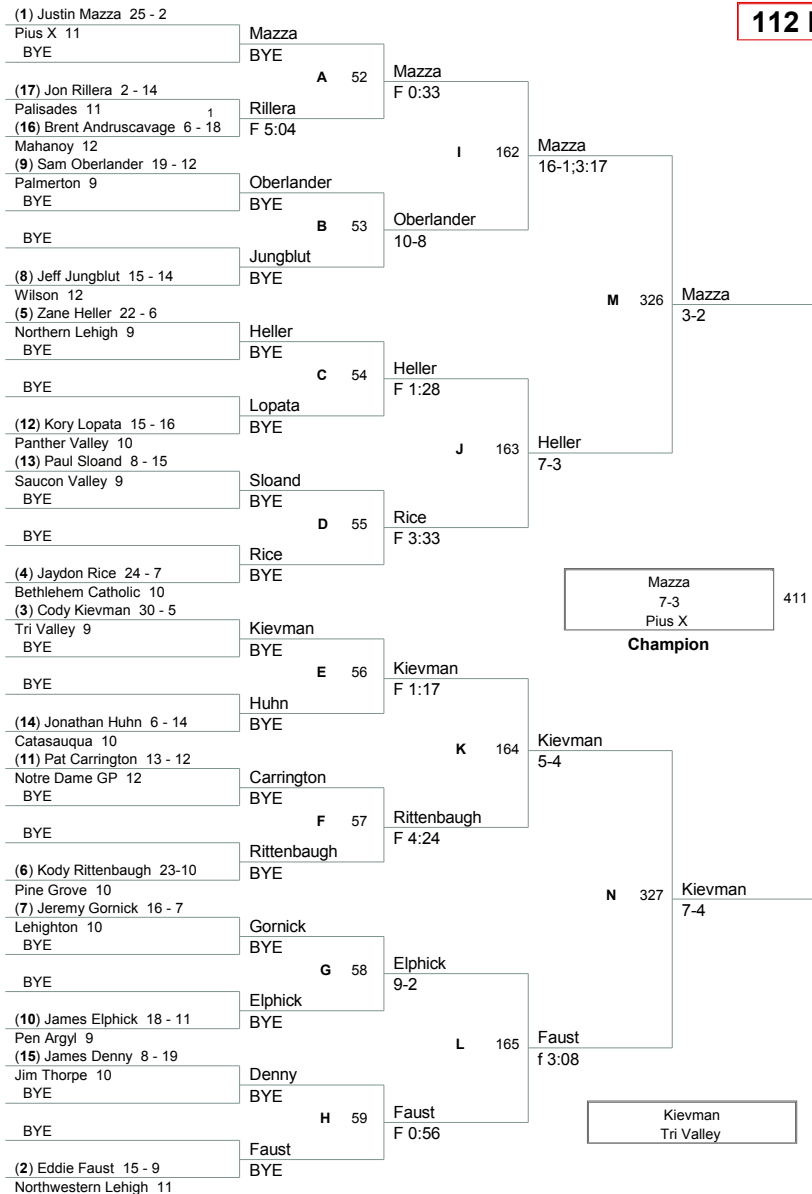 (1) Justin Mazza 25 - 2
112
Pius X 11
Mazza
BYE
BYE
A 52
Mazza
(17) Jon Rillera 2 - 14
F 0:33
Palisades 11
1
Rillera
(16) Brent Andruscavage 6 - 18
F 5:04
Mahanoy 12
I 162
Mazza
(9) Sam Oberlander 19 - 12
16-1;3:17
Palmerton 9
Oberlander
BYE
BYE
B 53
Oberlander
BYE
10-8
Jungblut
(8) Jeff Jungblut 15 - 14
BYE
Wilson 12
M 326
Mazza
(5) Zane Heller 22 - 6
3-2
Northern Lehigh 9
Heller
BYE
BYE
C 54
Heller
BYE
F 1:28
Lopata
(12) Kory Lopata 15 - 16
BYE
Panther Valley 10
J 163
Heller
(13) Paul Sloand 8 - 15
7-3
Saucon Valley 9
Sloand
BYE
BYE
D 55
Rice
BYE
F 3:33
Rice
(4) Jaydon Rice 24 - 7
BYE
Bethlehem Catholic 10
Mazza
7-3
411
Pius X
Champion
(3) Cody Kievman 30 - 5
Tri Valley 9
Kievman
BYE
BYE
E 56
Kievman
BYE
F 1:17
Huhn
(14) Jonathan Huhn 6 - 14
BYE
Catasauqua 10
K 164
Kievman
(11) Pat Carrington 13 - 12
5-4
Notre Dame GP 12
Carrington
BYE
BYE
F 57
Rittenbaugh
BYE
F 4:24
Rittenbaugh
(6) Kody Rittenbaugh 23-10
BYE
Pine Grove 10
N 327
Kievman
(7) Jeremy Gornick 16 - 7
7-4
Lehighton 10
Gornick
BYE
BYE
G 58
Elphick
BYE
9-2
Elphick
(10) James Elphick 18 - 11
BYE
Pen Argyl 9
L 165
Faust
(15) James Denny 8 - 19
f 3:08
Jim Thorpe 10
Denny
BYE
BYE
H 59
Faust
BYE
F 0:56
Kievman
Tri Valley
Faust
(2) Eddie Faust 15 - 9
BYE
Northwestern Lehigh 11